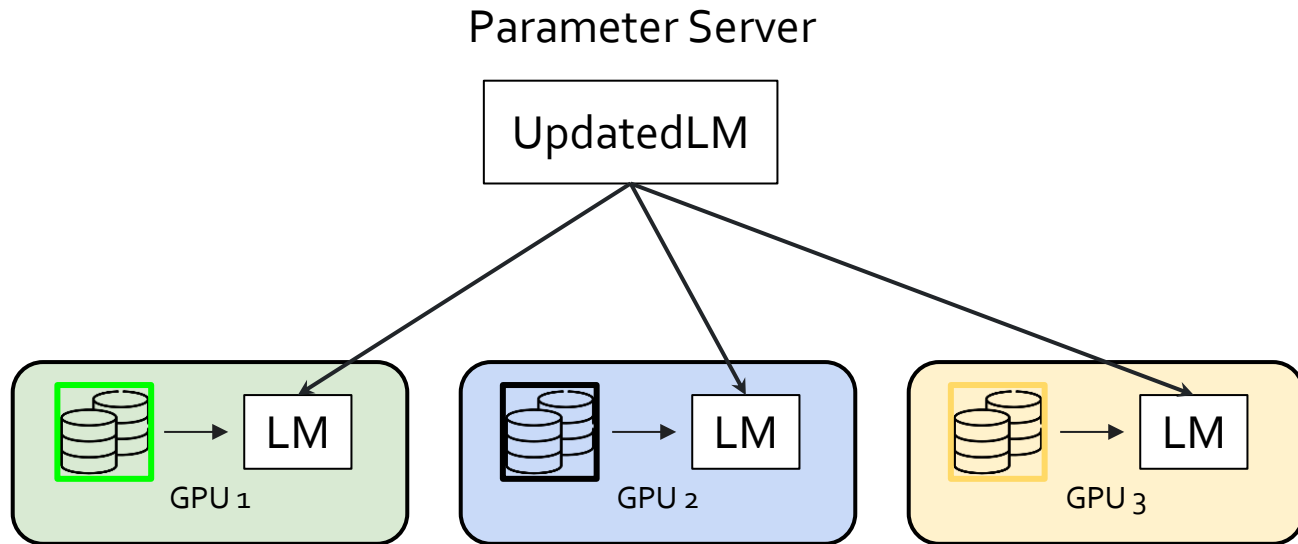 Parameter Server
UpdatedLM
LM
LM
LM
GPU 1
GPU 2
GPU 3